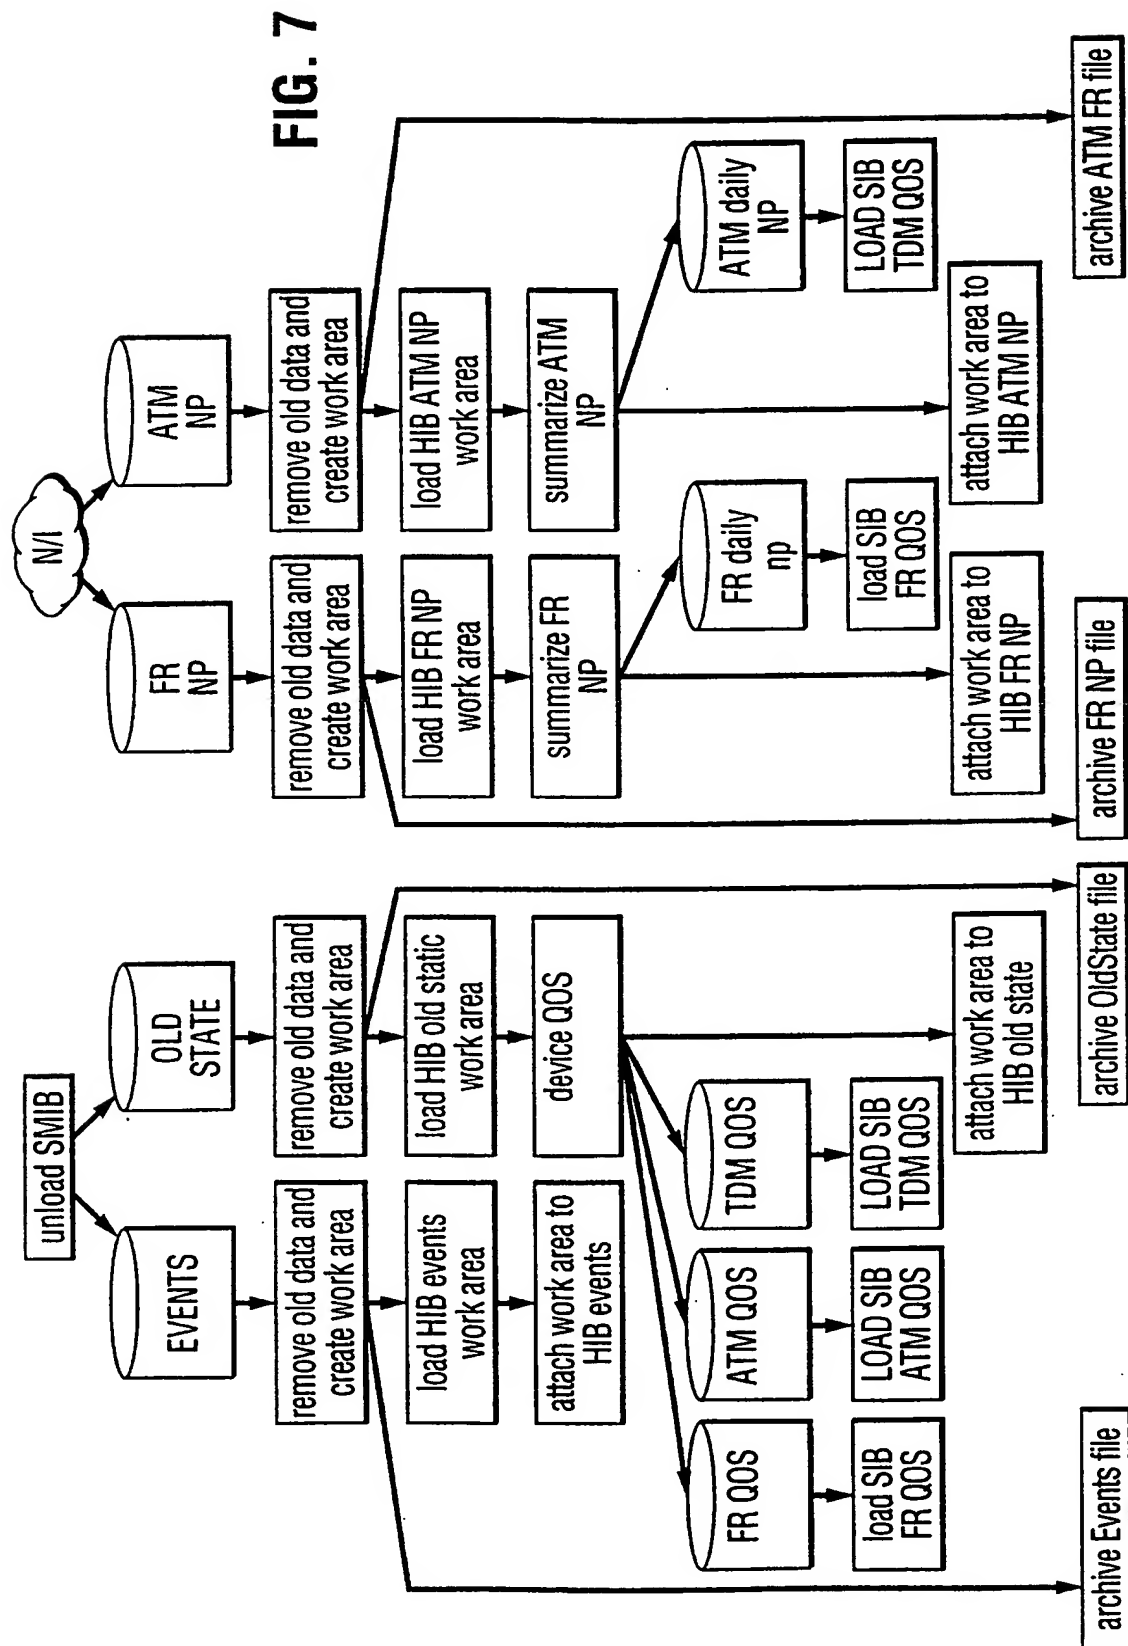 FIG. 7
unload SMIB
EVENTS
OLD
STATE
remove old data and
create work area
remove old data and
create work area
load HIB events
work area
load HIB old static
work area
attach work area to
HIB events
device QOS
FR QOS
ATM QOS
TDM QOS
load SIB
FR QOS
LOAD SIB
ATM QOS
LOAD SIB
TDM QOS
attach work area to
HIB old state
archive Events file
archive OldState file
N/I
FR
NP
ATM
NP
remove old data and
create work area
remove old data and
create work area
load HIB FR NP
work area
load HIB ATM NP
work area
summarize FR
NP
summarize ATM
NP
FR daily
np
ATM daily
NP
load SIB
FR QOS
LOAD SIB
TDM QOS
attach work area to
HIB FR NP
attach work area to
HIB ATM NP
archive FR NP file
archive ATM FR file